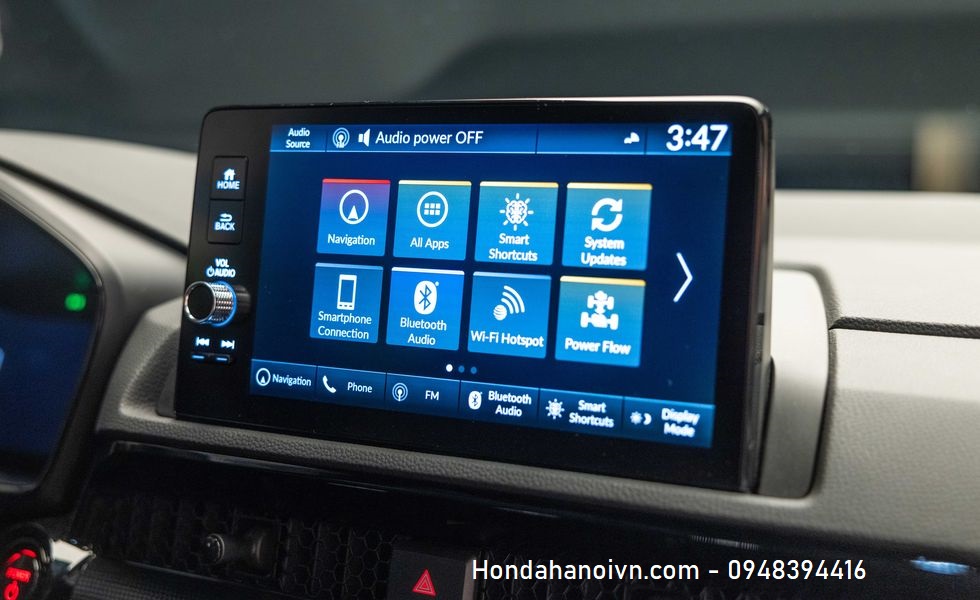 Audio
Source
Audio power OFF
3:47
HOME
BACK
VOL
AUDIO
Navigation
All Apps
Smart
Shortcuts
System
Updates
Smartphone
Connection
Bluetooth
Audio
Wi-Fi Hotspot
Power Flow
Navigation
Phone
FM
Bluetooth
Audio
Smart
Shortcuts
Display
Mode
Hondahanoivn.com - 0948394416